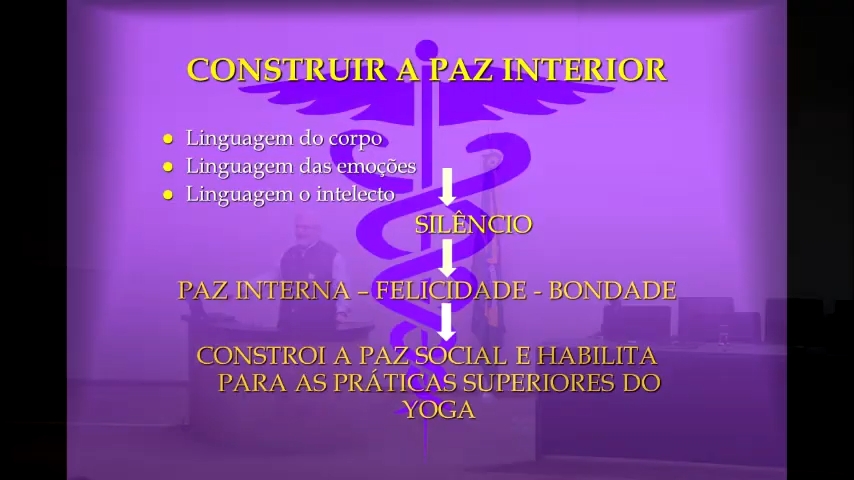 CONSTRUIR A PAZ INTERIOR
Linguagem do corpo
Linguagem das emoções
Linguagem o intelecto
SILÊNCIO
PAZ INTERNA – FELICIDADE - BONDADE
CONSTROI A PAZ SOCIAL E HABILITA
PARA AS PRÁTICAS SUPERIORES DO
YOGA